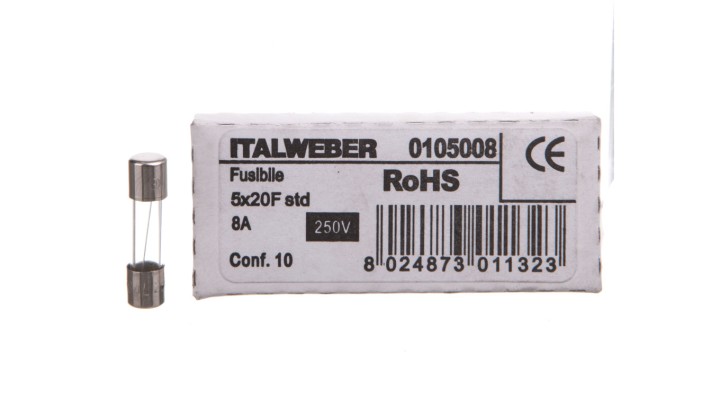 ITALWEBER 0105008 CE
Fusibile RoHS
5x20F std
8A 250V
Conf. 10 8 024873 011323